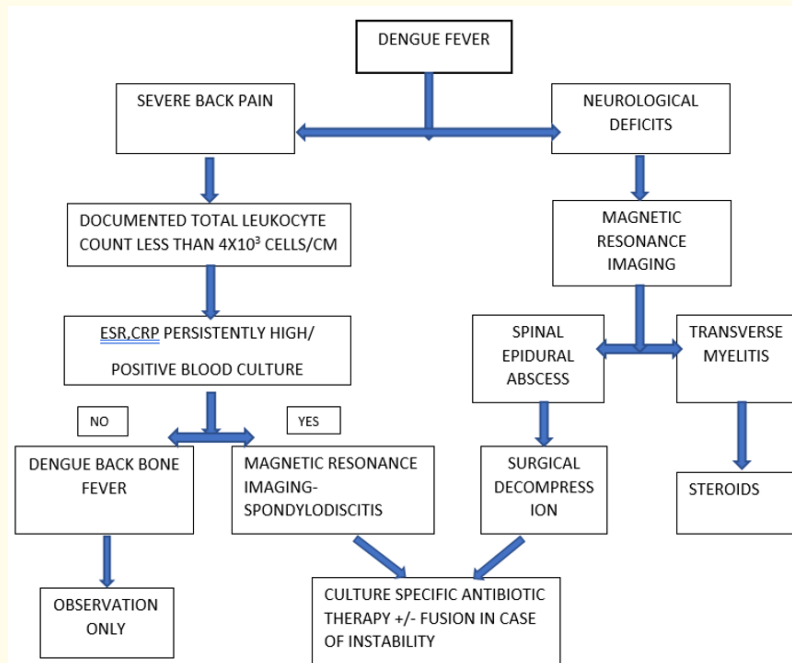 DENGUE FEVER
SEVERE BACK PAIN
NEUROLOGICAL
DEFICITS
DOCUMENTED TOTAL LEUKOCYTE
COUNT LESS THAN 4X10³ CELLS/CM
MAGNETIC
RESONANCE
IMAGING
ESR,CRP PERSISTENTLY HIGH/
POSITIVE BLOOD CULTURE
SPINAL
EPIDURAL
ABSCESS
TRANSVERSE
MYELITIS
NO
YES
DENGUE BACK BONE
FEVER
MAGNETIC RESONANCE
IMAGING-
SPONDYLODISCITIS
SURGICAL
DECOMPRESS
ION
STEROIDS
OBSERVATION
ONLY
CULTURE SPECIFIC ANTIBIOTIC
THERAPY +/- FUSION IN CASE
OF INSTABILITY